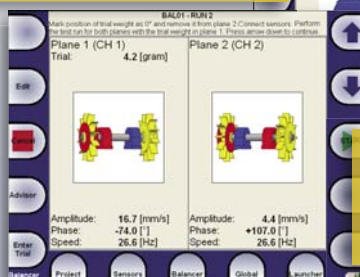 BAL01 - RUN 2
Mark position of trial weight as 0° and remove it from plane 2.Connect sensors. Perform
the test run for both planes with the trial weight in plane 1. Press arrow down to continue.
Plane 1 (CH 1)
Trial: 4.2 [gram]
Plane 2 (CH 2)
Edit
Cancel
Advisor
Enter
Trial
Amplitude: 16.7 [mm/s]
Phase: -74.0 [°]
Speed: 26.6 [Hz]
Amplitude: 4.4 [mm/s]
Phase: +107.0 [°]
Speed: 26.6 [Hz]
Balancer
Project
Sensors
Balancer
Global
Launcher